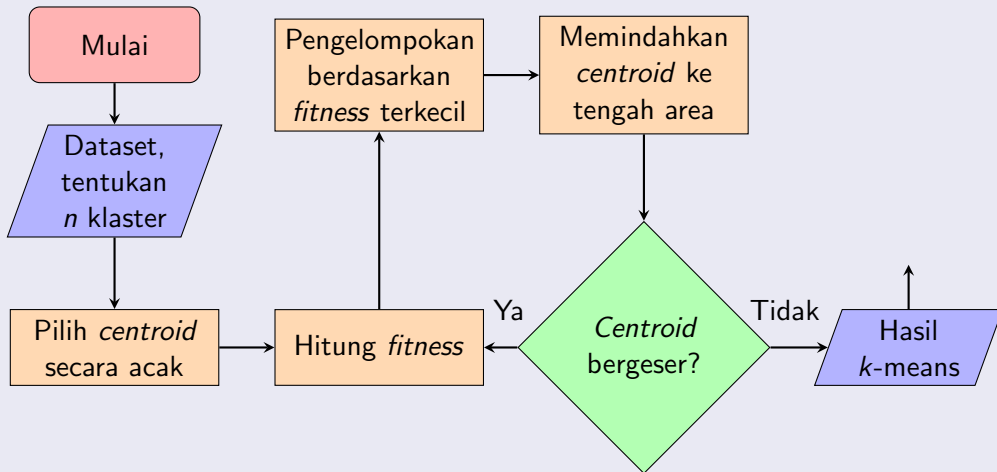 Mulai
Dataset,
tentukan
n klaster
Pilih centroid
secara acak
Hitung fitness
Pengelompokan
berdasarkan
fitness terkecil
Memindahkan
centroid ke
tengah area
Centroid
bergeser?
Ya
Tidak
Hasil
k-means